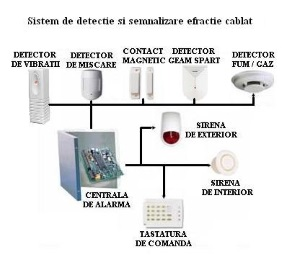 Sistem de detectie si semnalizare efractie cablat
DETECTOR
DE VIBRATII
DETECTOR
DE MISCARE
CONTACT
MAGNETIC
DETECTOR
GEAM SPART
DETECTOR
FUM / GAZ
SIRENA
DE EXTERIOR
CENTRALA
DE ALARMA
SIRENA
DE INTERIOR
TASTATURA
DE COMANDA